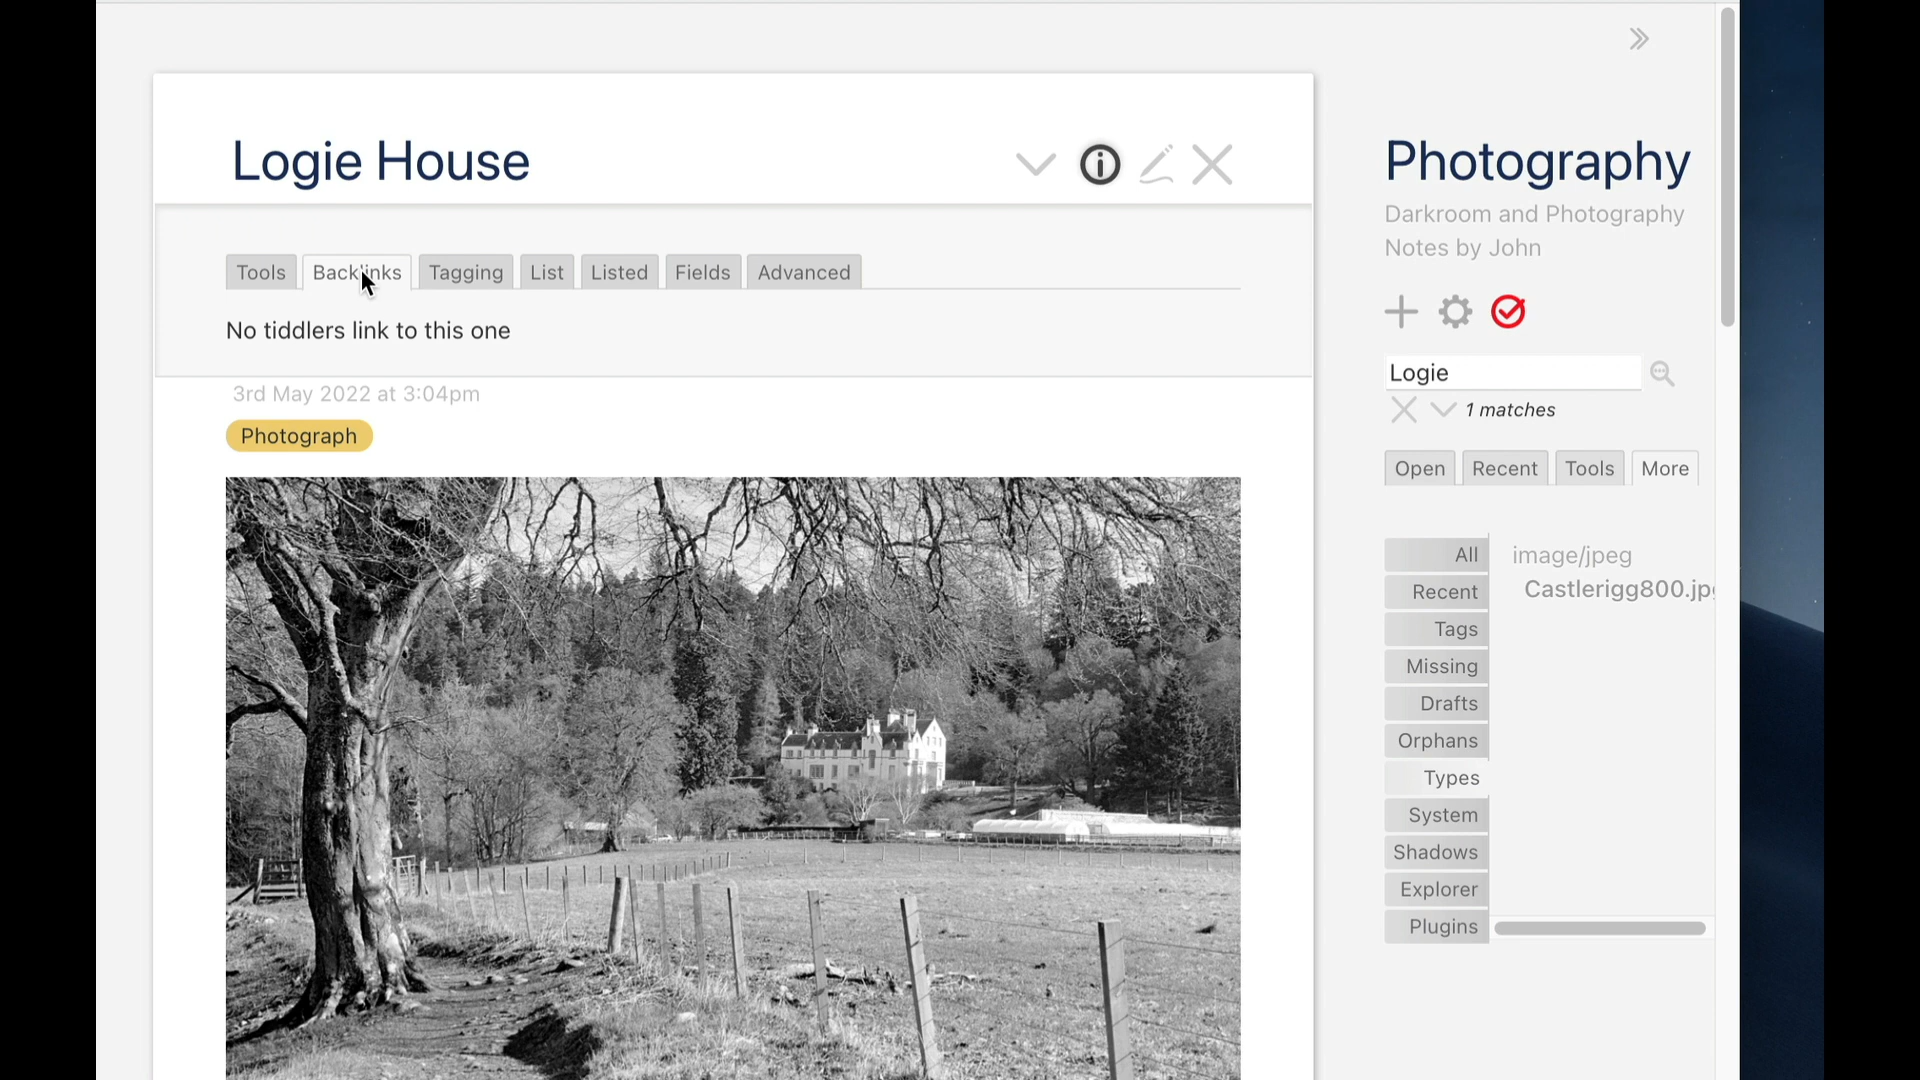 Logie House
Tools Backlinks Tagging List Listed Fields Advanced
No tiddlers link to this one
3rd May 2022 at 3:04pm
Photograph
Photography
Darkroom and Photography
Notes by John
Logie
1 matches
Open Recent Tools More
All
Recent
Tags
Missing
Drafts
Orphans
Types
System
Shadows
Explorer
Plugins
image/jpeg
Castlerigg800.jp